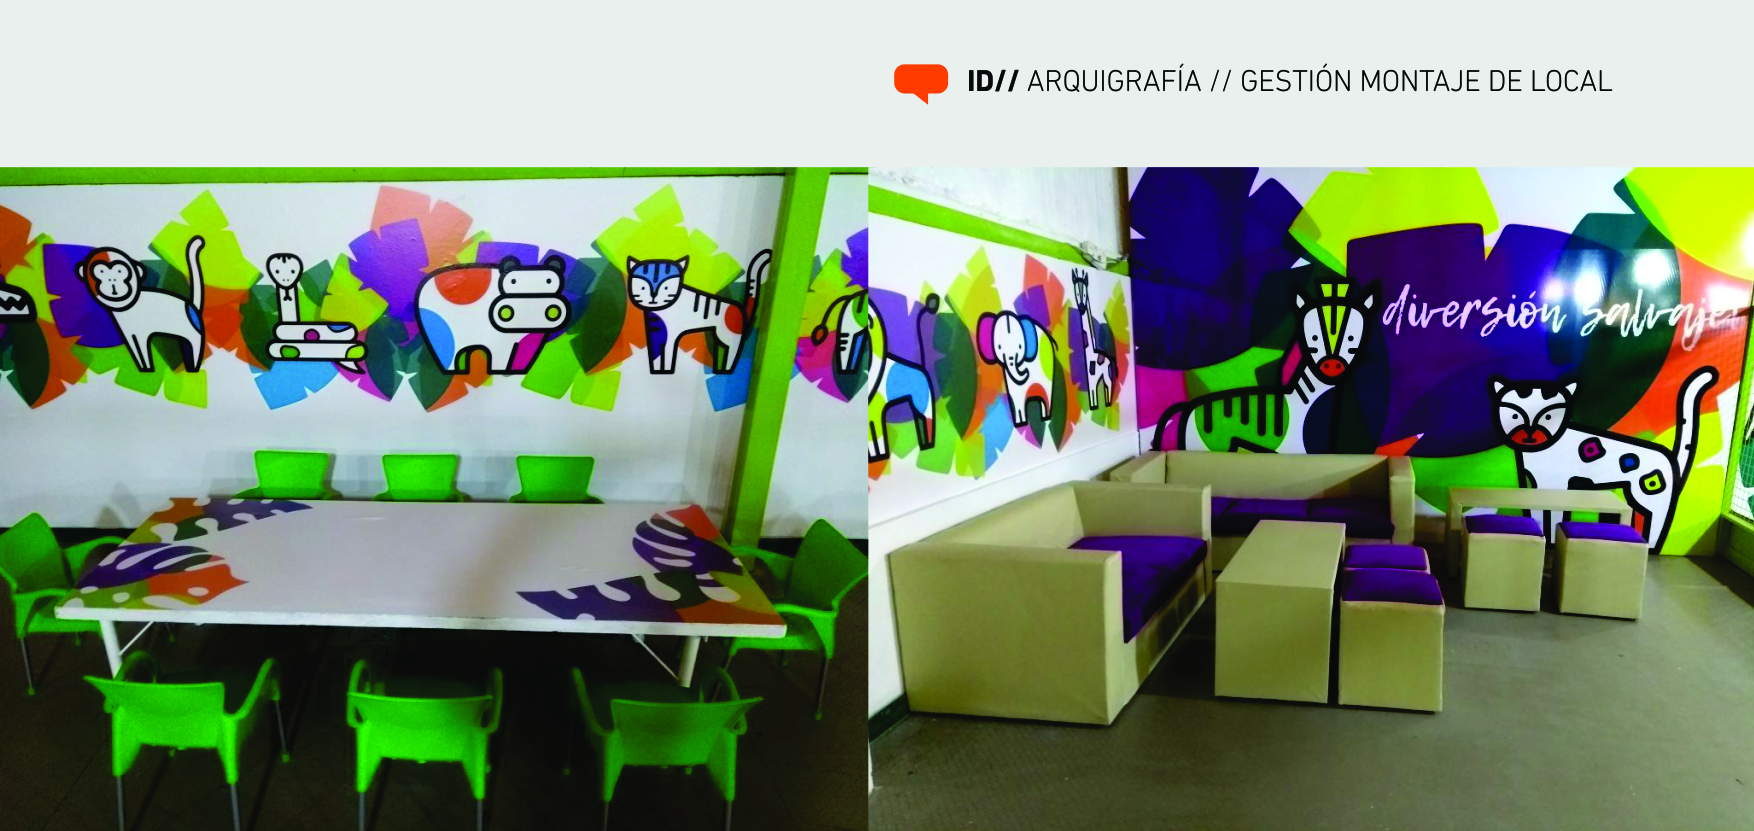 ID// ARQUIGRAFÍA // GESTIÓN MONTAJE DE LOCAL
diversión salvaje